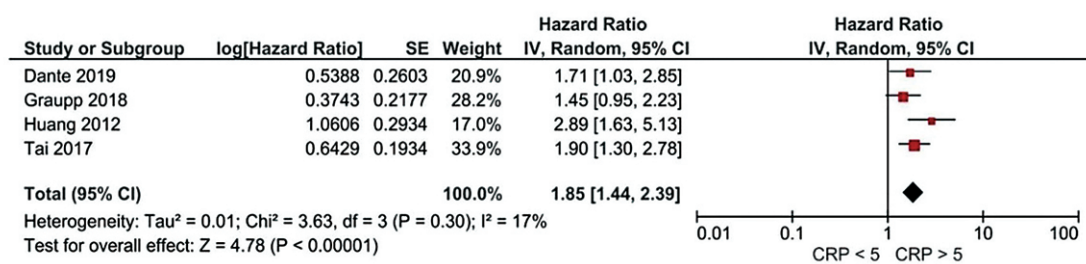 Hazard Ratio Hazard Ratio
Study or Subgroup log[Hazard Ratio] SE Weight IV, Random, 95% CI IV, Random, 95% CI
Dante 2019 0.5388 0.2603 20.9% 1.71 [1.03, 2.85]
Graupp 2018 0.3743 0.2177 28.2% 1.45 [0.95, 2.23]
Huang 2012 1.0606 0.2934 17.0% 2.89 [1.63, 5.13]
Tai 2017 0.6429 0.1934 33.9% 1.90 [1.30, 2.78]
Total (95% CI) 100.0% 1.85 [1.44, 2.39]
Heterogeneity: Tau² = 0.01; Chi² = 3.63, df = 3 (P = 0.30); I² = 17%
Test for overall effect: Z = 4.78 (P < 0.00001)
0.01 0.1 1 10 100
CRP < 5 CRP > 5